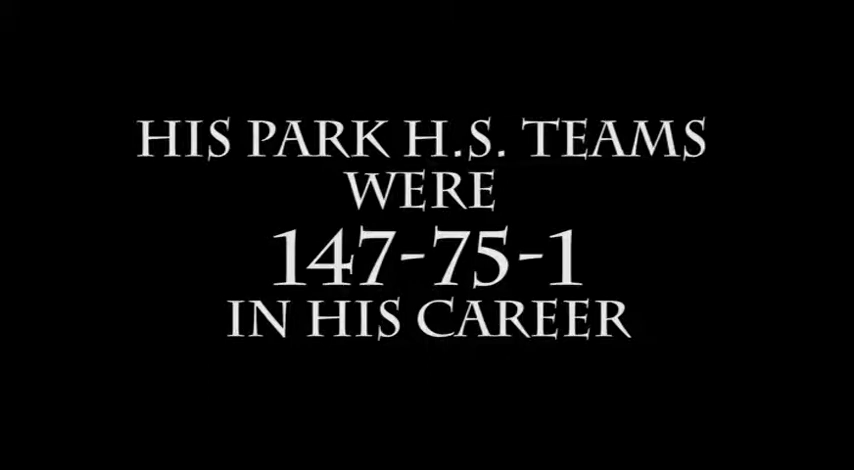 HIS PARK H.S. TEAMS
WERE
147-75-1
IN HIS CAREER